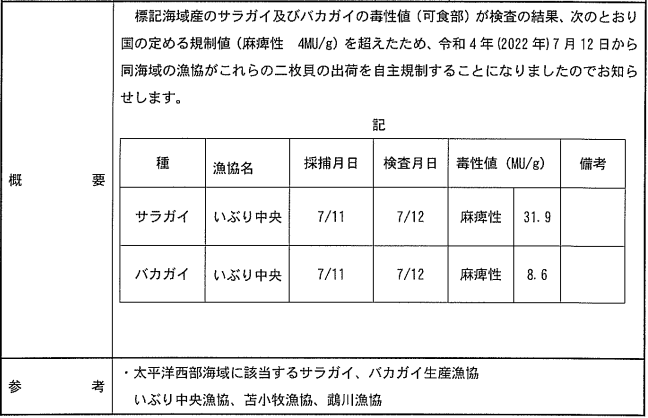 標記海域産のサラガイ及びバカガイの毒性値（可食部）が検査の結果、次のとおり
国の定める規制値（麻痺性　4MU/g）を超えたため、令和４年(2022年)７月12日から
同海域の漁協がこれらの二枚貝の出荷を自主規制することになりましたのでお知ら
せします。
記
種　漁協名　採捕月日　検査月日　毒性値（MU/g）　備考
概　要
サラガイ　いぶり中央　7/11　7/12　麻痺性　31.9
バカガイ　いぶり中央　7/11　7/12　麻痺性　8.6
参　考
・太平洋西部海域に該当するサラガイ、バカガイ生産漁協
いぶり中央漁協、苫小牧漁協、鵡川漁協